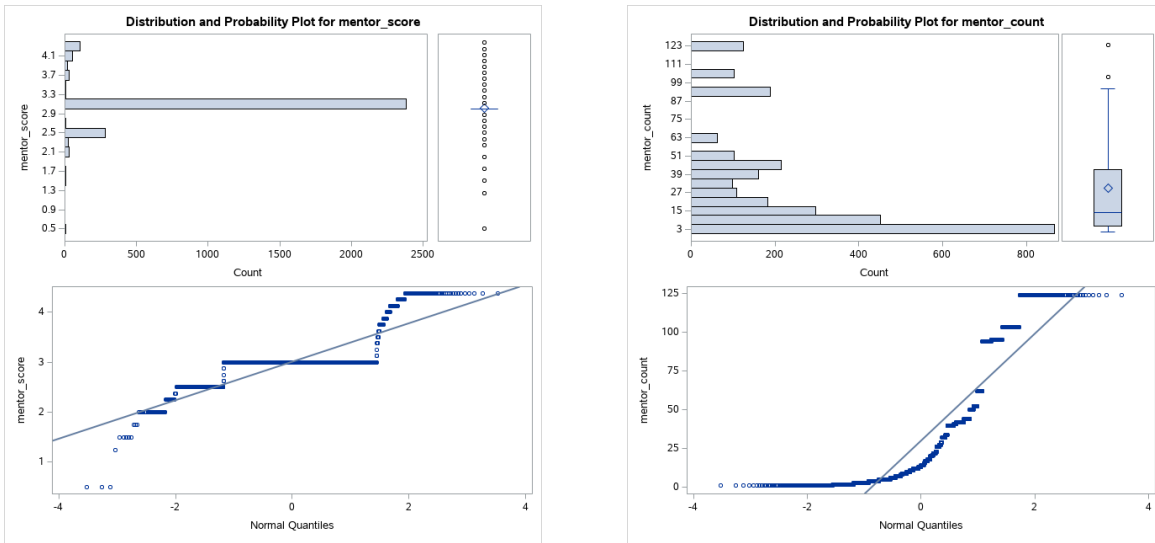 Distribution and Probability Plot for mentor_score
mentor_score
4.1
3.7
3.3
2.9
2.5
2.1
1.7
1.3
0.9
0.5
0 500 1000 1500 2000 2500
Count
mentor_score
4
3
2
1
-4 -2 0 2 4
Normal Quantiles
Distribution and Probability Plot for mentor_count
mentor_count
123
111
99
87
75
63
51
39
27
15
3
0 200 400 600 800
Count
mentor_count
125
100
75
50
25
0
-4 -2 0 2 4
Normal Quantiles